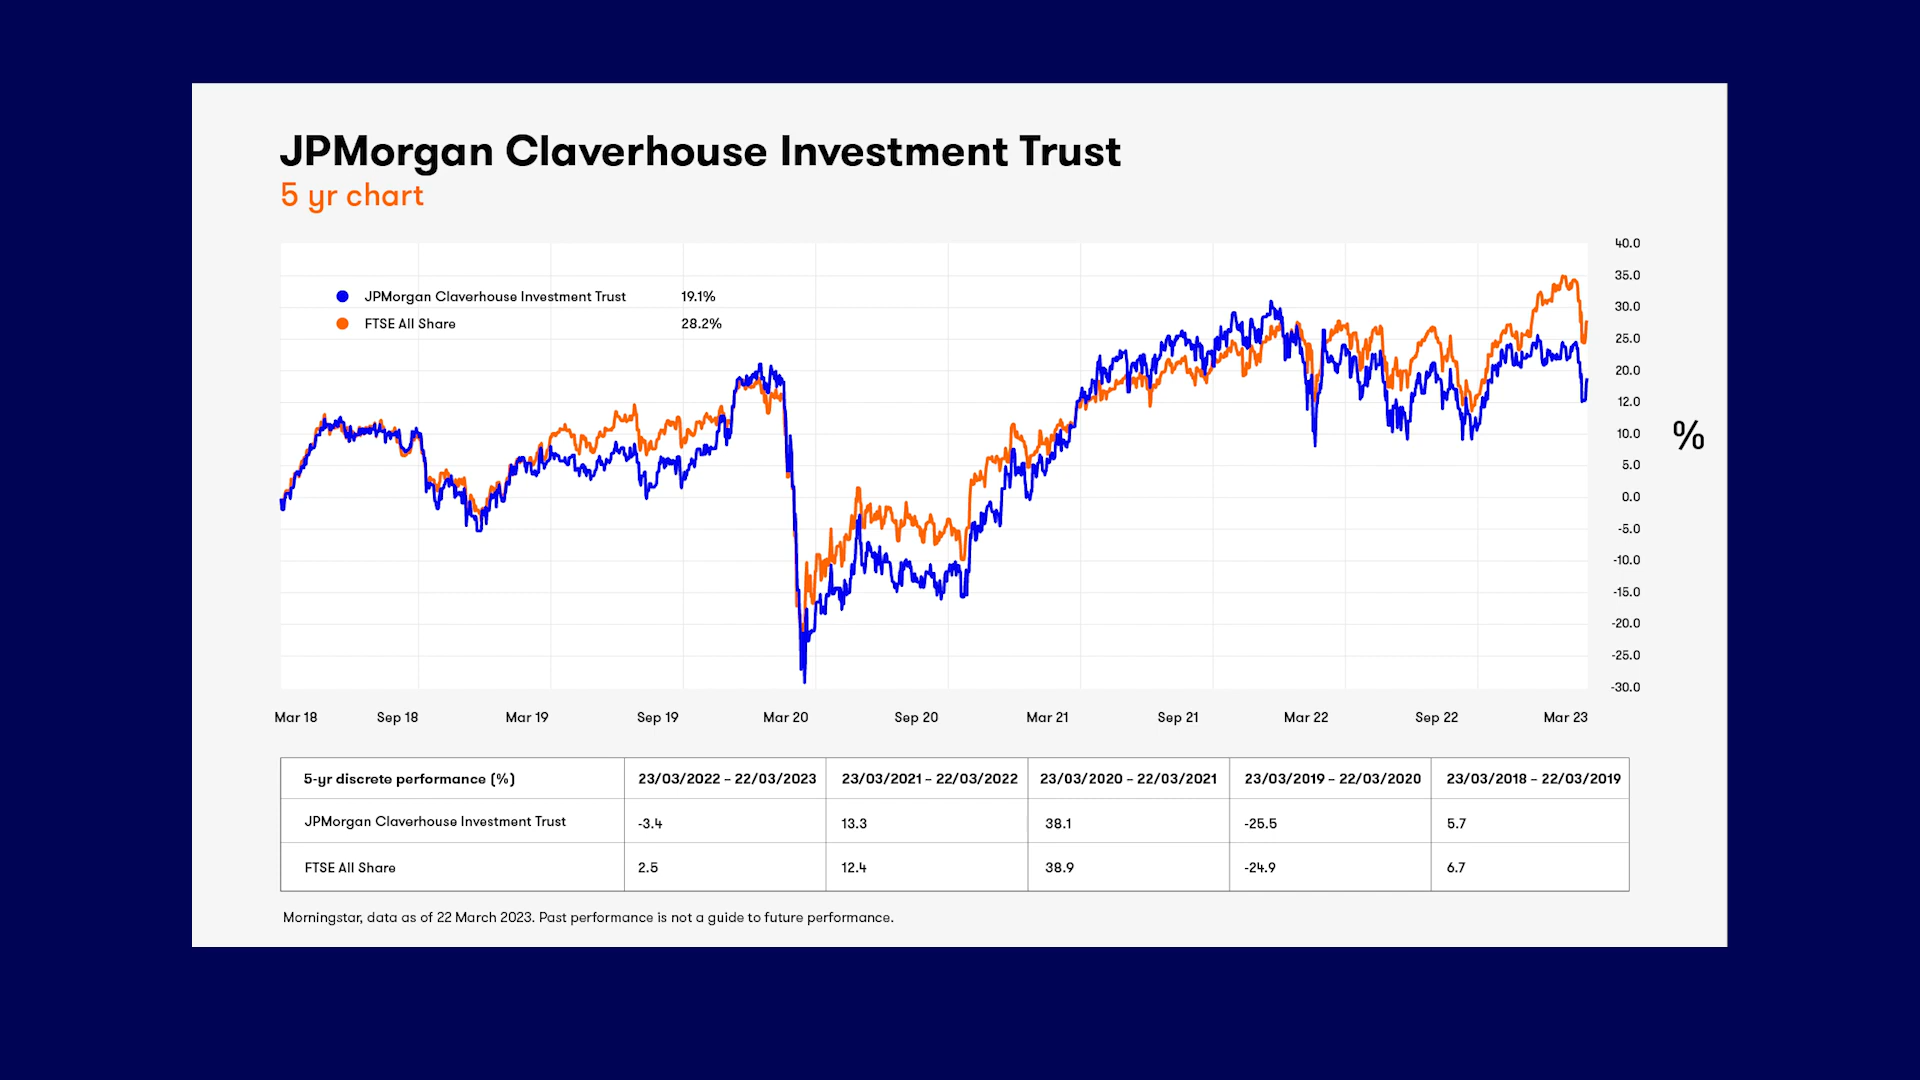 JPMorgan Claverhouse Investment Trust
5 yr chart
JPMorgan Claverhouse Investment Trust 19.1%
FTSE All Share 28.2%
40.0
35.0
30.0
25.0
20.0
12.0
10.0
5.0
0.0
-5.0
-10.0
-15.0
-20.0
-25.0
-30.0
%
Mar 18 Sep 18 Mar 19 Sep 19 Mar 20 Sep 20 Mar 21 Sep 21 Mar 22 Sep 22 Mar 23
5-yr discrete performance (%) 23/03/2022 – 22/03/2023 23/03/2021 – 22/03/2022 23/03/2020 – 22/03/2021 23/03/2019 – 22/03/2020 23/03/2018 – 22/03/2019
JPMorgan Claverhouse Investment Trust -3.4 13.3 38.1 -25.5 5.7
FTSE All Share 2.5 12.4 38.9 -24.9 6.7
Morningstar, data as of 22 March 2023. Past performance is not a guide to future performance.